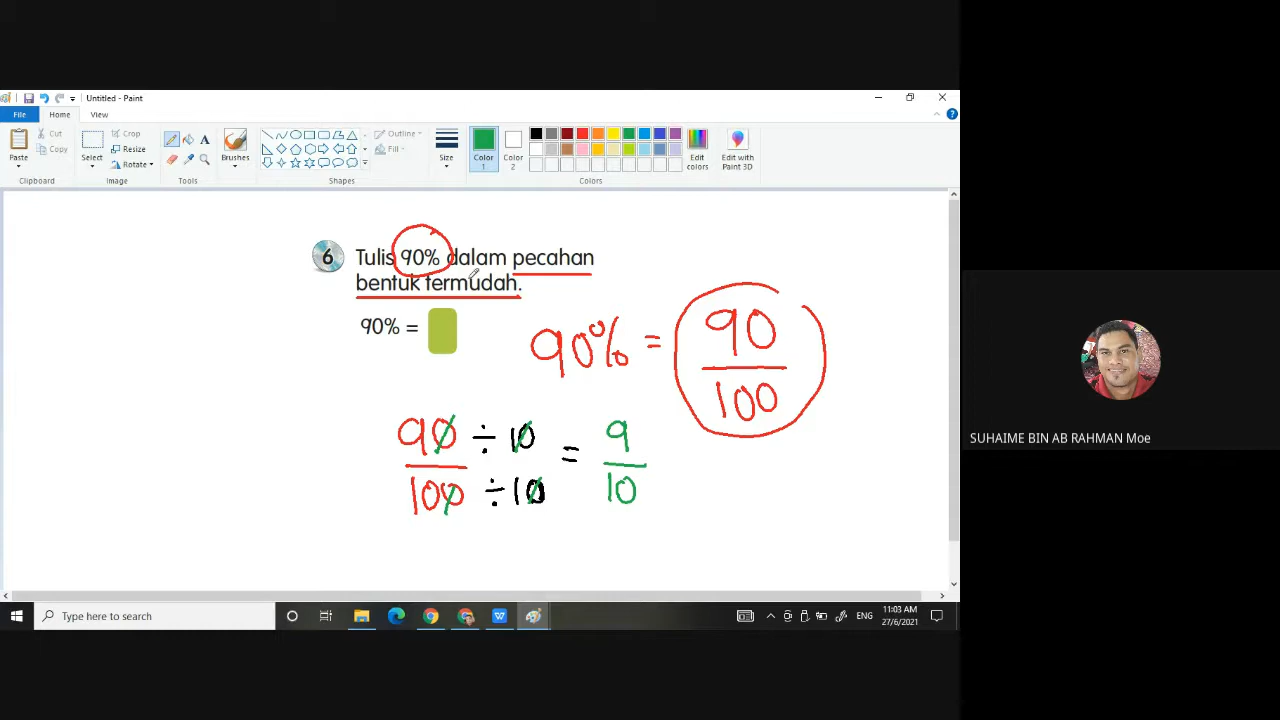 Untitled - Paint
File
Home
View
Paste
Cut
Copy
Clipboard
Select
Crop
Resize
Rotate
Image
A
Tools
Brushes
Shapes
Outline
Fill
Size
Color 1
Color 2
Edit colors
Edit with Paint 3D
Colors
6 Tulis 90% dalam pecahan
bentuk termudah.
90% =
90% = 90/100
90/100 ÷10/÷10 = 9/10
SUHAIME BIN AB RAHMAN Moe
Type here to search
ENG
11:03 AM
27/6/2021